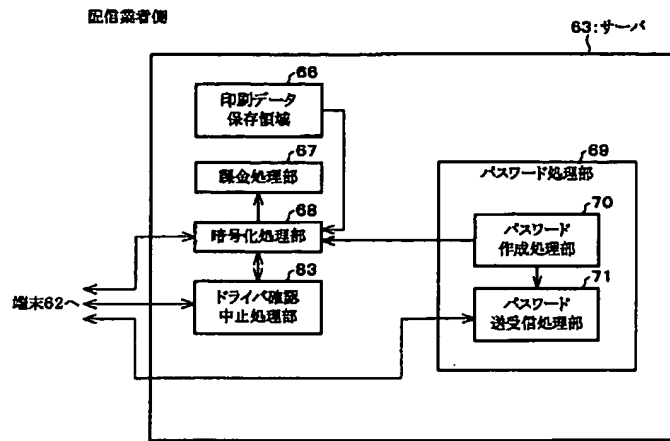 配信業者側
63:サーバ
66
印刷データ
保存領域
67
課金処理部
68
暗号化処理部
83
ドライバ確認
中止処理部
端末62へ
69
パスワード処理部
70
パスワード
作成処理部
71
パスワード
送受信処理部